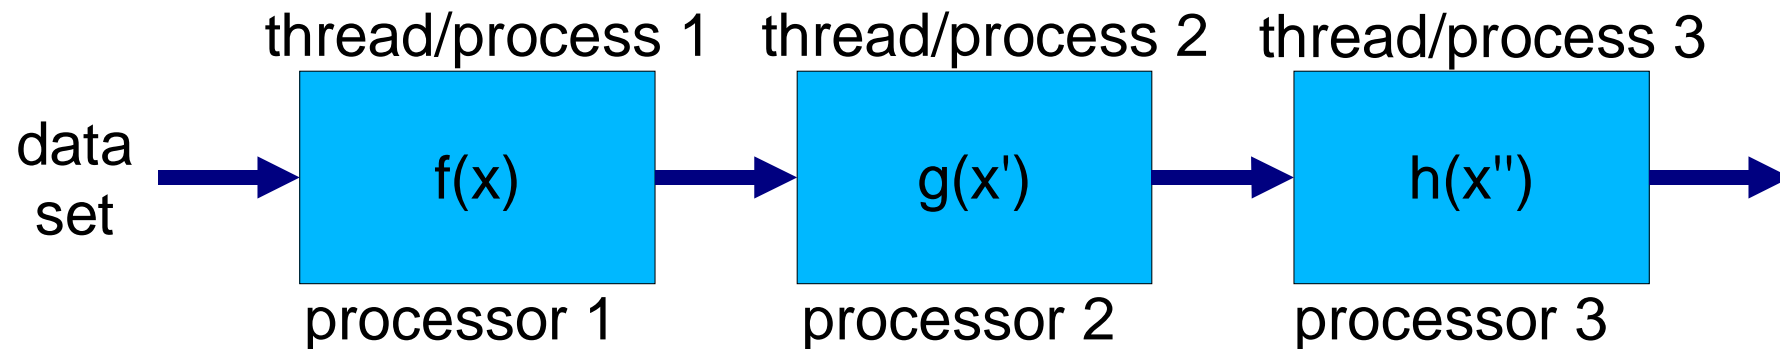 thread/process 1
thread/process 2
thread/process 3
data
set
f(x)
g(x')
h(x'')
processor 1
processor 2
processor 3